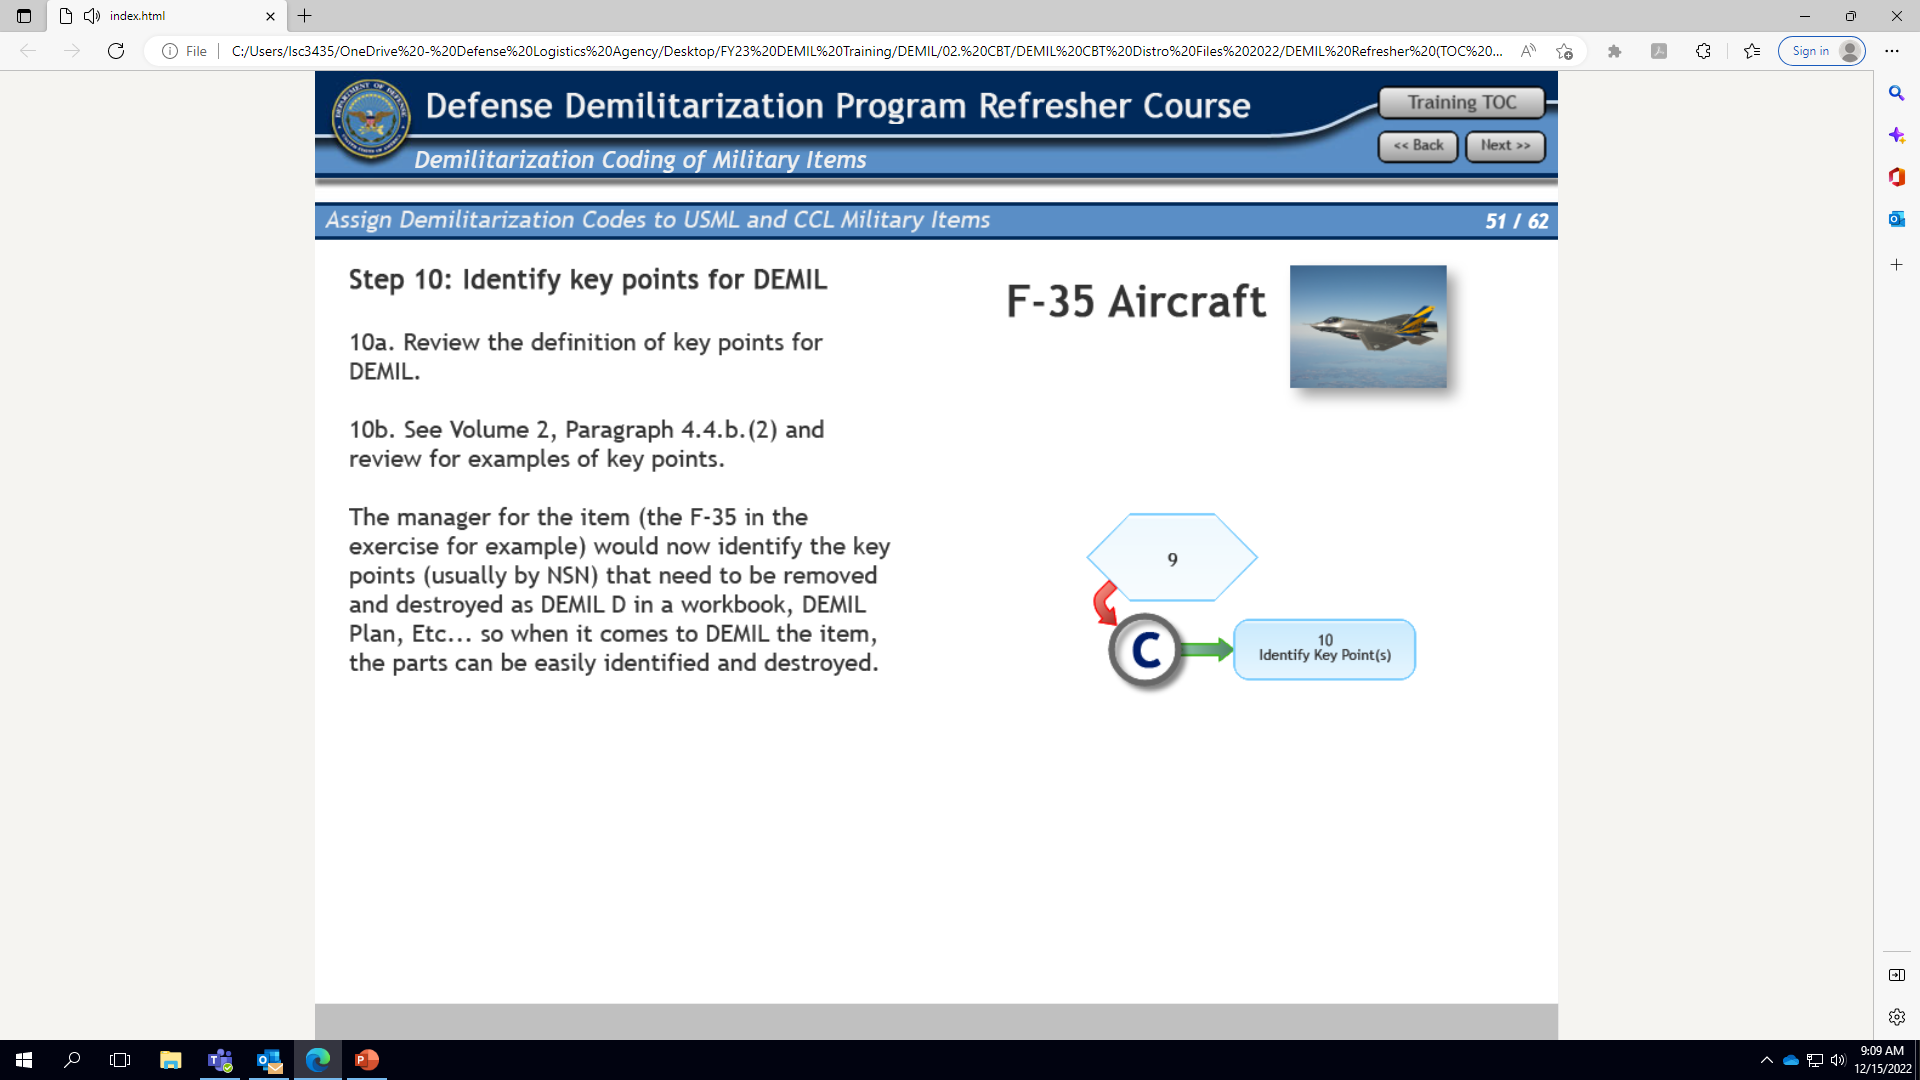 index.html
File
C:/Users/lsc3435/OneDrive%20-%20Defense%20Logistics%20Agency/Desktop/FY23%20DEMIL%20Training/DEMIL/02.%20CBT/DEMIL%20CBT%20Distro%20Files%202022/DEMIL%20Refresher%20(TOC%20...
Sign in
Defense Demilitarization Program Refresher Course
Training TOC
<< Back
Next >>
Demilitarization Coding of Military Items
Assign Demilitarization Codes to USML and CCL Military Items
51 / 62
Step 10: Identify key points for DEMIL
F-35 Aircraft
10a. Review the definition of key points for
DEMIL.
10b. See Volume 2, Paragraph 4.4.b.(2) and
review for examples of key points.
The manager for the item (the F-35 in the
exercise for example) would now identify the key
points (usually by NSN) that need to be removed
and destroyed as DEMIL D in a workbook, DEMIL
Plan, Etc... so when it comes to DEMIL the item,
the parts can be easily identified and destroyed.
9
C
10
Identify Key Point(s)
9:09 AM
12/15/2022